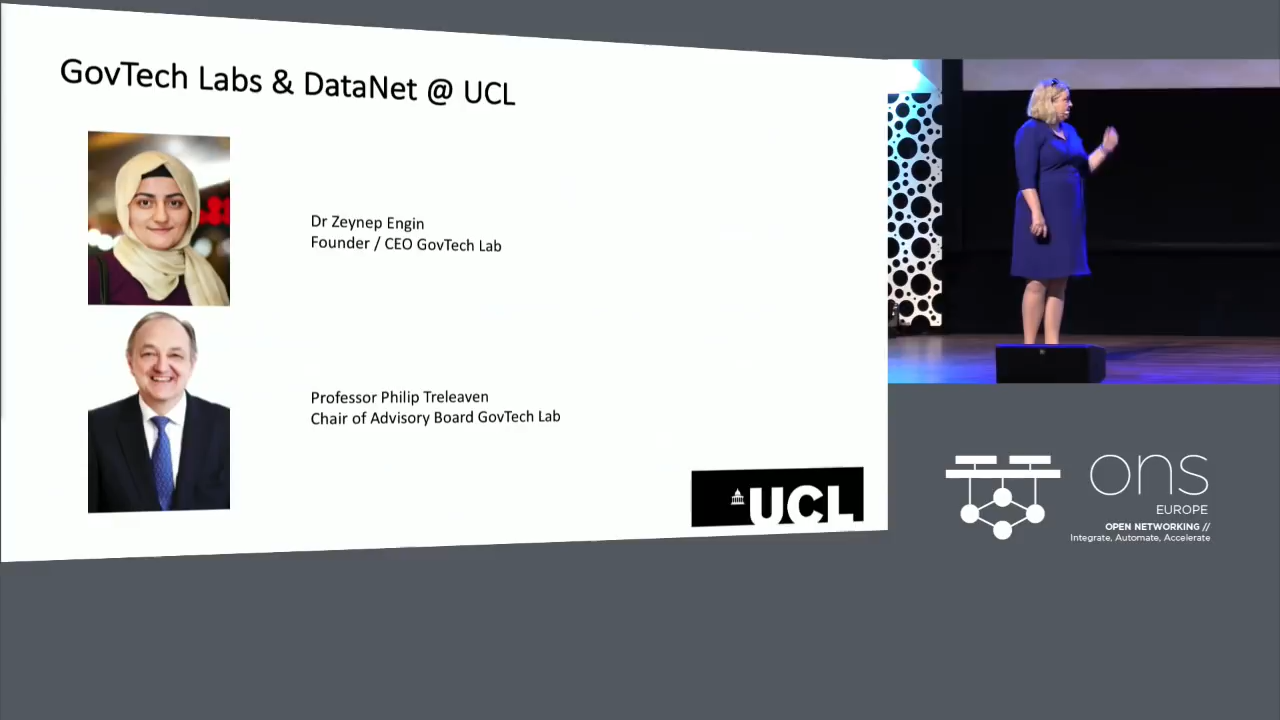 GovTech Labs & DataNet @ UCL
Dr Zeynep Engin
Founder / CEO GovTech Lab
Professor Philip Treleaven
Chair of Advisory Board GovTech Lab
UCL
ons
EUROPE
OPEN NETWORKING //
Integrate, Automate, Accelerate